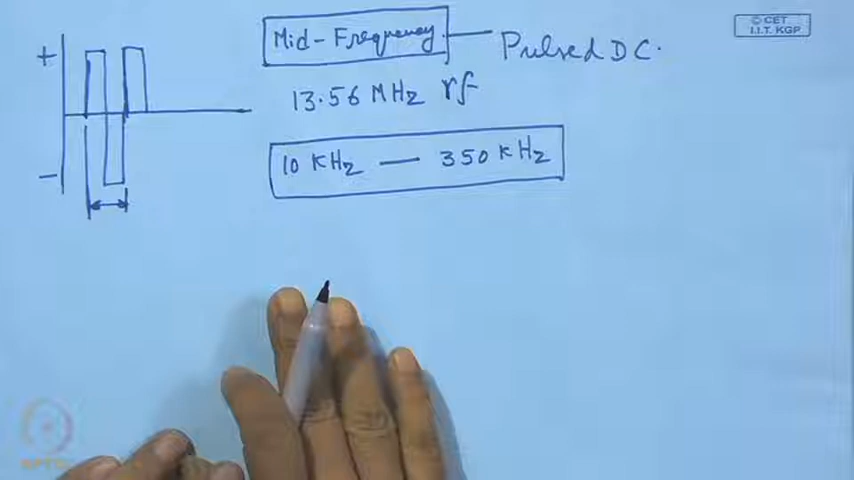 Mid-Frequency — Pulsed DC.
© CET
I.I.T. KGP
+
13.56 MHz rf
10 KHz — 350 KHz
-